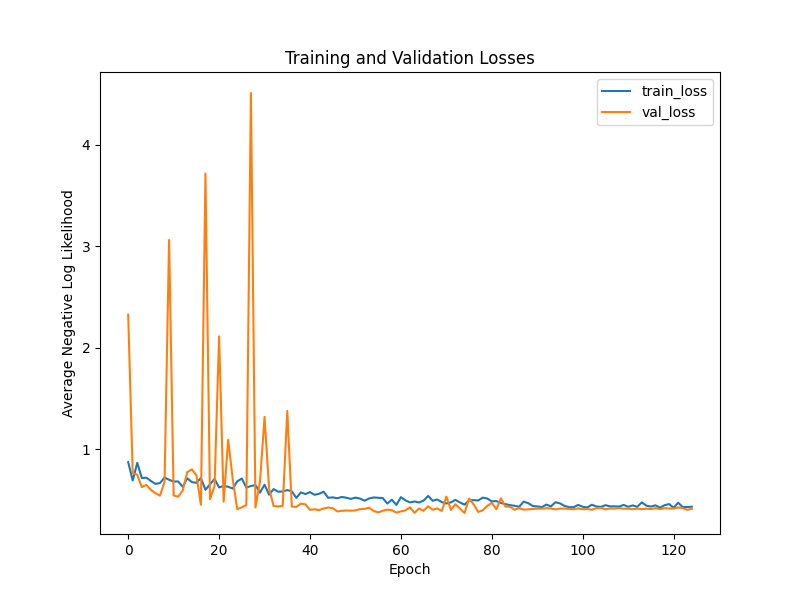 Training and Validation Losses
train_loss
val_loss
Average Negative Log Likelihood
4
3
2
1
0
20
40
60
80
100
120
Epoch